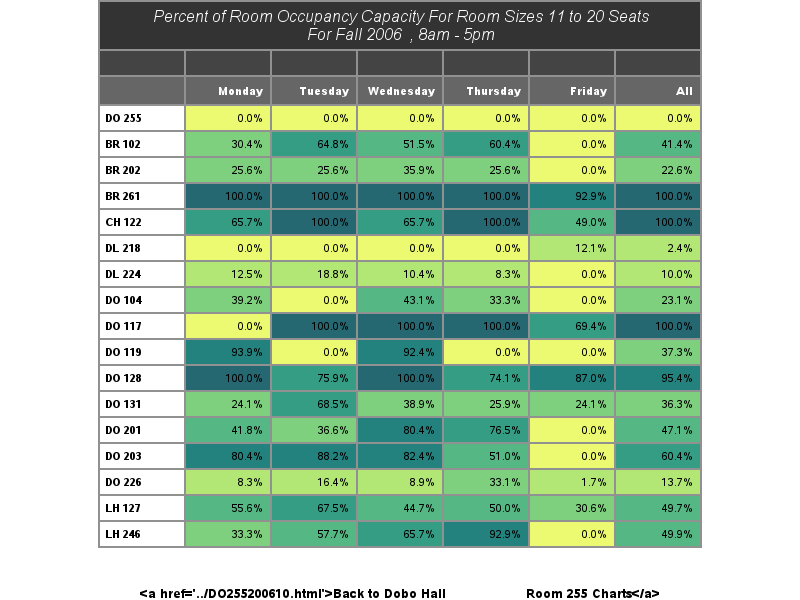 Percent of Room Occupancy Capacity For Room Sizes 11 to 20 Seats
For Fall 2006 , 8am - 5pm
Monday Tuesday Wednesday Thursday Friday All
DO 255 0.0% 0.0% 0.0% 0.0% 0.0% 0.0%
BR 102 30.4% 64.8% 51.5% 60.4% 0.0% 41.4%
BR 202 25.6% 25.6% 35.9% 25.6% 0.0% 22.6%
BR 261 100.0% 100.0% 100.0% 100.0% 92.9% 100.0%
CH 122 65.7% 100.0% 65.7% 100.0% 49.0% 100.0%
DL 218 0.0% 0.0% 0.0% 0.0% 12.1% 2.4%
DL 224 12.5% 18.8% 10.4% 8.3% 0.0% 10.0%
DO 104 39.2% 0.0% 43.1% 33.3% 0.0% 23.1%
DO 117 0.0% 100.0% 100.0% 100.0% 69.4% 100.0%
DO 119 93.9% 0.0% 92.4% 0.0% 0.0% 37.3%
DO 128 100.0% 75.9% 100.0% 74.1% 87.0% 95.4%
DO 131 24.1% 68.5% 38.9% 25.9% 24.1% 36.3%
DO 201 41.8% 36.6% 80.4% 76.5% 0.0% 47.1%
DO 203 80.4% 88.2% 82.4% 51.0% 0.0% 60.4%
DO 226 8.3% 16.4% 8.9% 33.1% 1.7% 13.7%
LH 127 55.6% 67.5% 44.7% 50.0% 30.6% 49.7%
LH 246 33.3% 57.7% 65.7% 92.9% 0.0% 49.9%
<a href='../DO255200610.html'>Back to Dobo Hall Room 255 Charts</a>